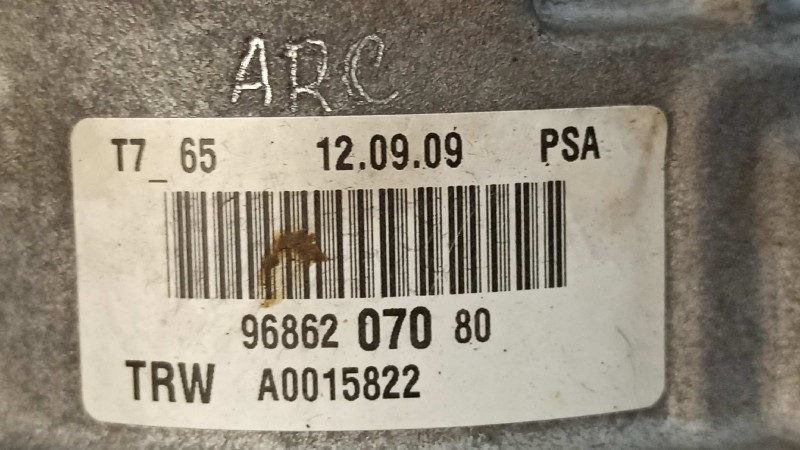 ARC
T7_65 12.09.09 PSA
96862 070 80
TRW A0015822